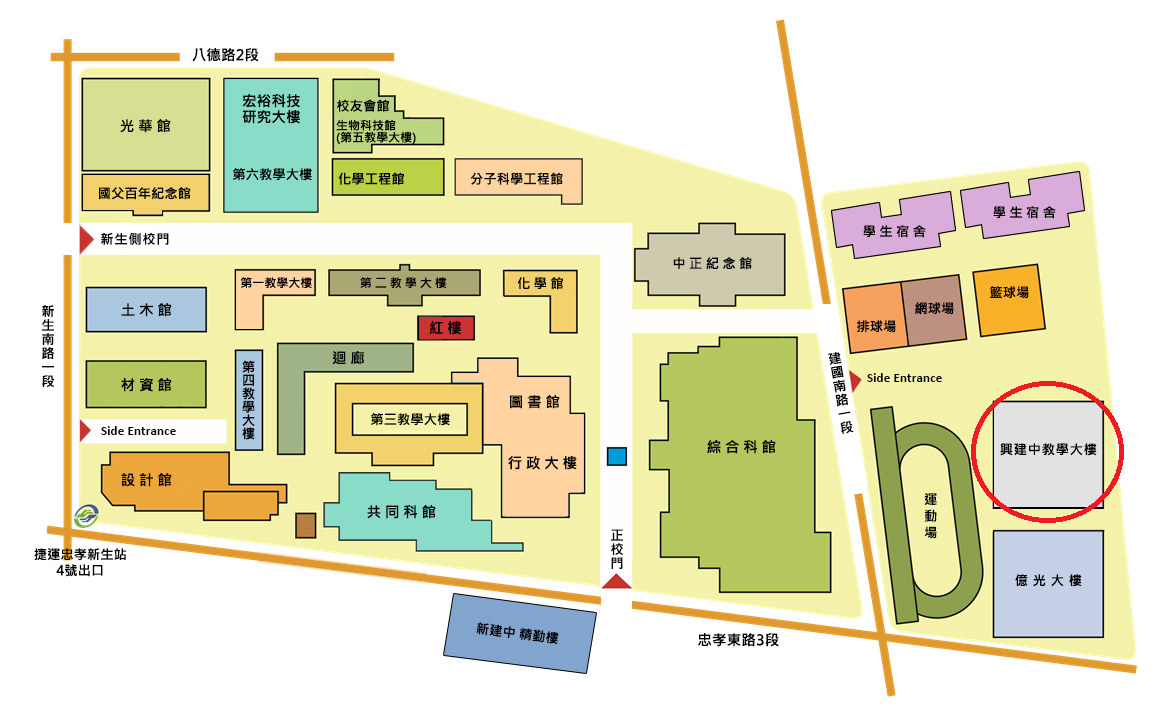 八德路2段
光華館
宏裕科技
研究大樓
第六教學大樓
校友會館
生物科技館
(第五教學大樓)
國父百年紀念館
化學工程館
分子科學工程館
新生側校門
中正紀念館
學生宿舍
學生宿舍
第一教學大樓
第二教學大樓
化學館
土木館
紅樓
排球場
網球場
籃球場
新生南路一段
迴廊
材資館
第四教學大樓
圖書館
第三教學大樓
行政大樓
綜合科館
建國南路一段
Side Entrance
Side Entrance
興建中教學大樓
設計館
共同科館
運動場
正校門
億光大樓
捷運忠孝新生站
4號出口
新建中 精勤樓
忠孝東路3段